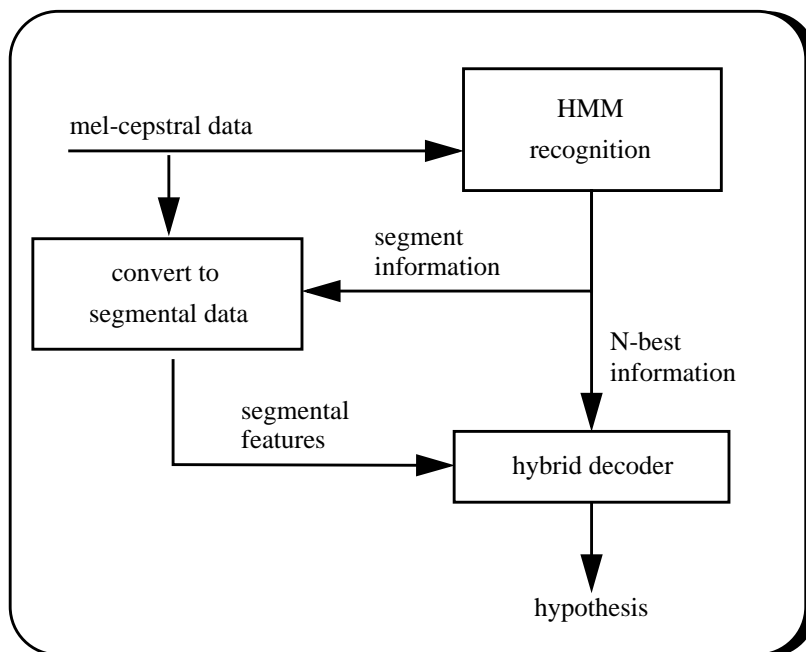 HMM
recognition
mel-cepstral data
segment
information
convert to
segmental data
N-best
information
segmental
features
hybrid decoder
hypothesis